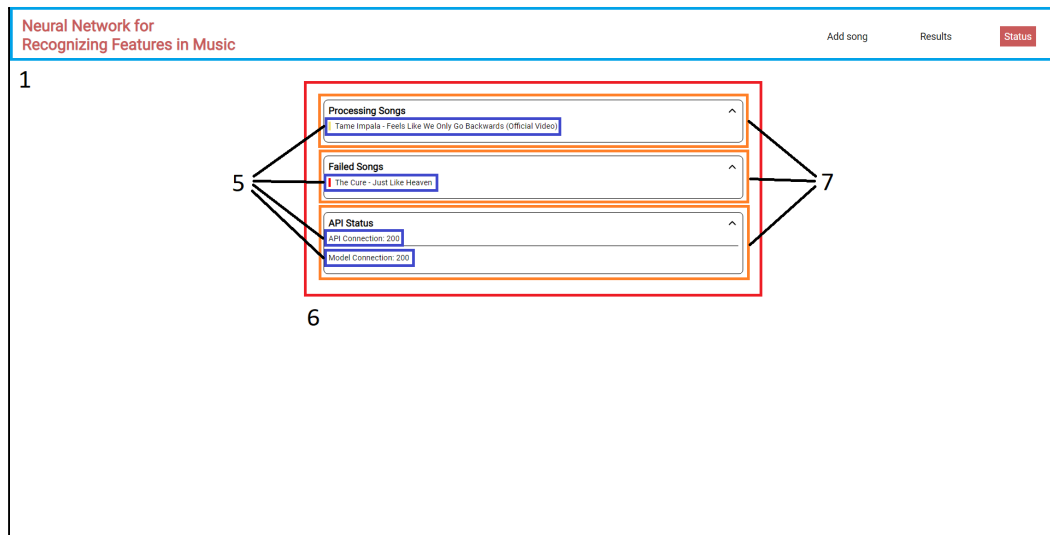 Neural Network for
Recognizing Features in Music
Add song
Results
Status
1
Processing Songs
Tame Impala - Feels Like We Only Go Backwards (Official Video)
Failed Songs
5
The Cure - Just Like Heaven
7
API Status
API Connection: 200
Model Connection: 200
6